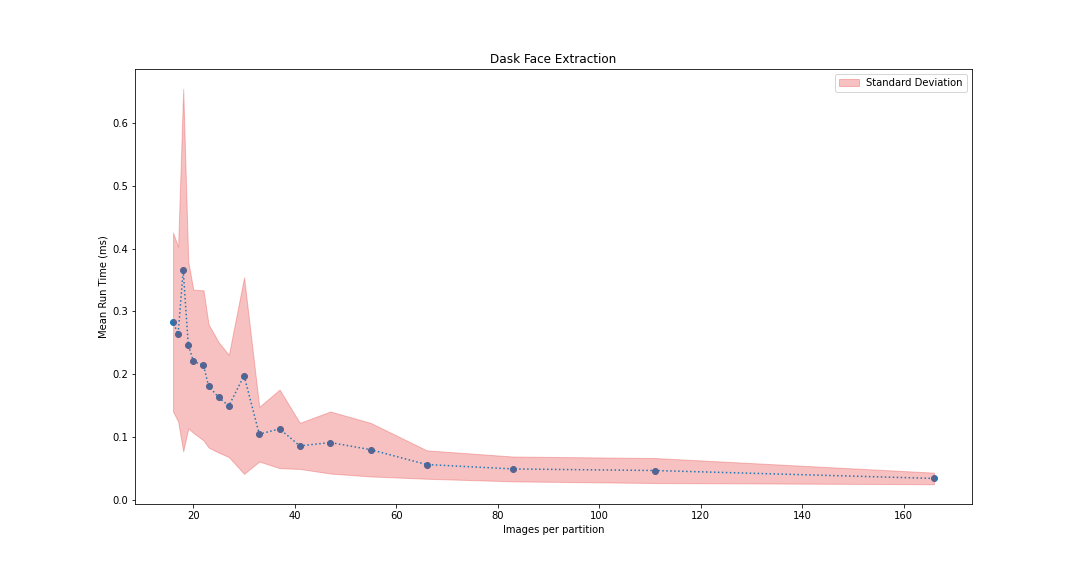 Dask Face Extraction
Standard Deviation
Mean Run Time (ms)
0.6
0.5
0.4
0.3
0.2
0.1
0.0
20 40 60 80 100 120 140 160
Images per partition